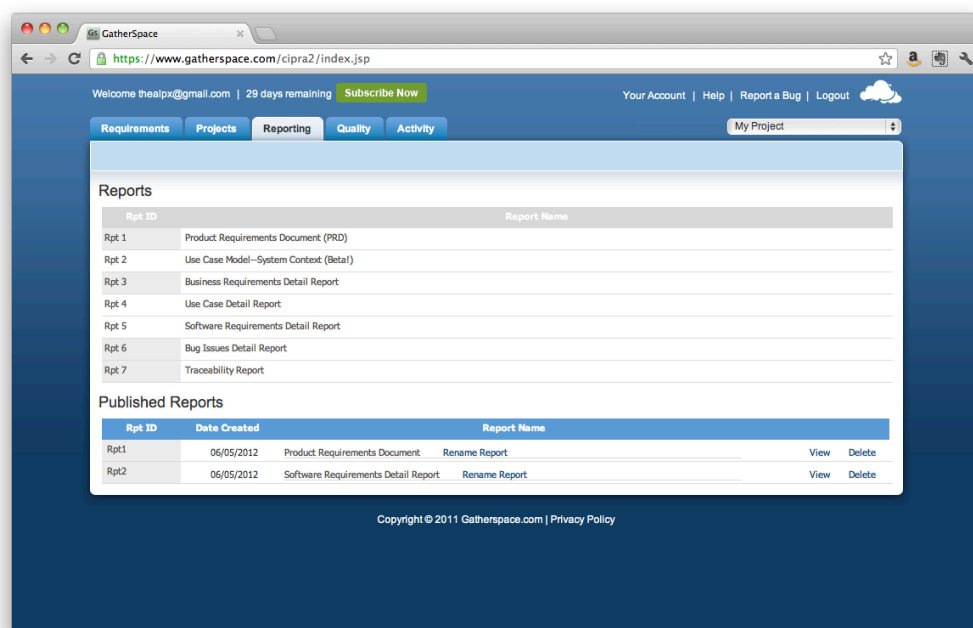 Gs GatherSpace
https://www.gatherspace.com/cipra2/index.jsp
Welcome thealpx@gmail.com | 29 days remaining Subscribe Now Your Account | Help | Report a Bug | Logout
Requirements Projects Reporting Quality Activity My Project
Reports
Rpt ID Report Name
Rpt 1 Product Requirements Document (PRD)
Rpt 2 Use Case Model--System Context (Beta!)
Rpt 3 Business Requirements Detail Report
Rpt 4 Use Case Detail Report
Rpt 5 Software Requirements Detail Report
Rpt 6 Bug Issues Detail Report
Rpt 7 Traceability Report
Published Reports
Rpt ID Date Created Report Name
Rpt1 06/05/2012 Product Requirements Document Rename Report View Delete
Rpt2 06/05/2012 Software Requirements Detail Report Rename Report View Delete
Copyright © 2011 Gatherspace.com | Privacy Policy